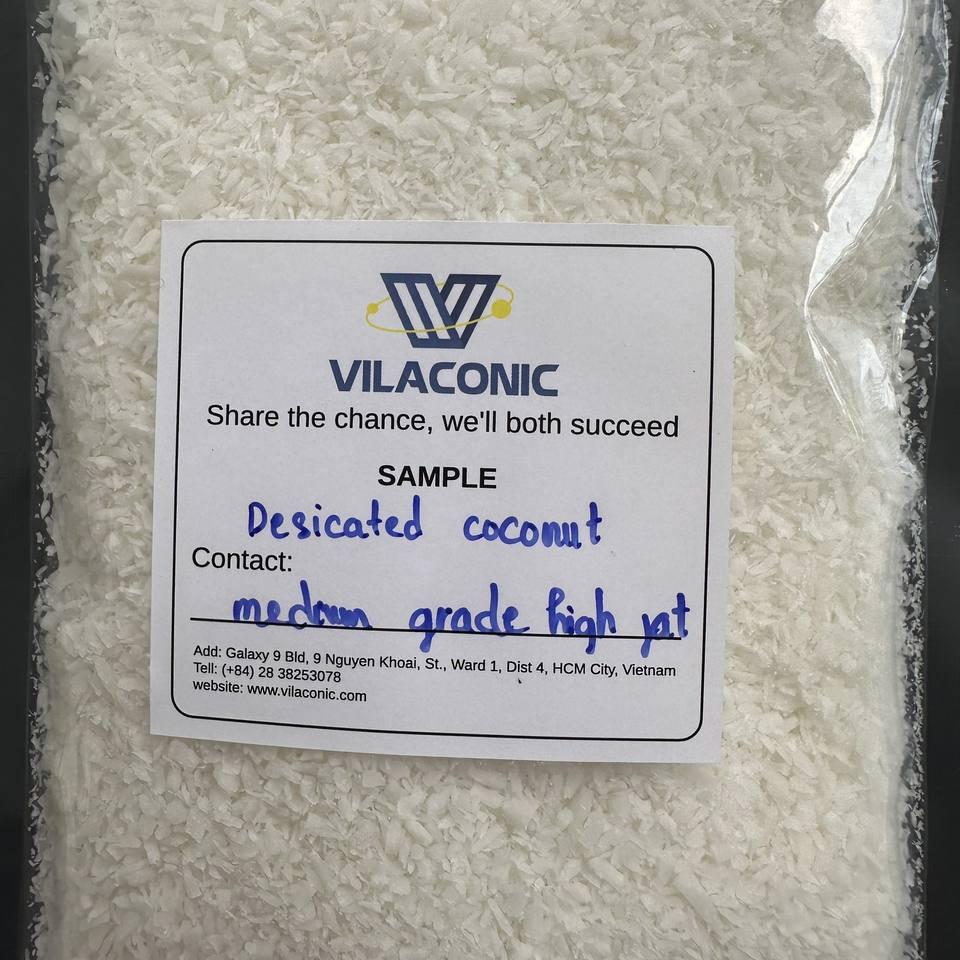 VILACONIC
Share the chance, we'll both succeed
SAMPLE
Desicated coconut
Contact:
medium grade high fat
Add: Galaxy 9 Bld, 9 Nguyen Khoai, St., Ward 1, Dist 4, HCM City, Vietnam
Tell: (+84) 28 38253078
website: www.vilaconic.com